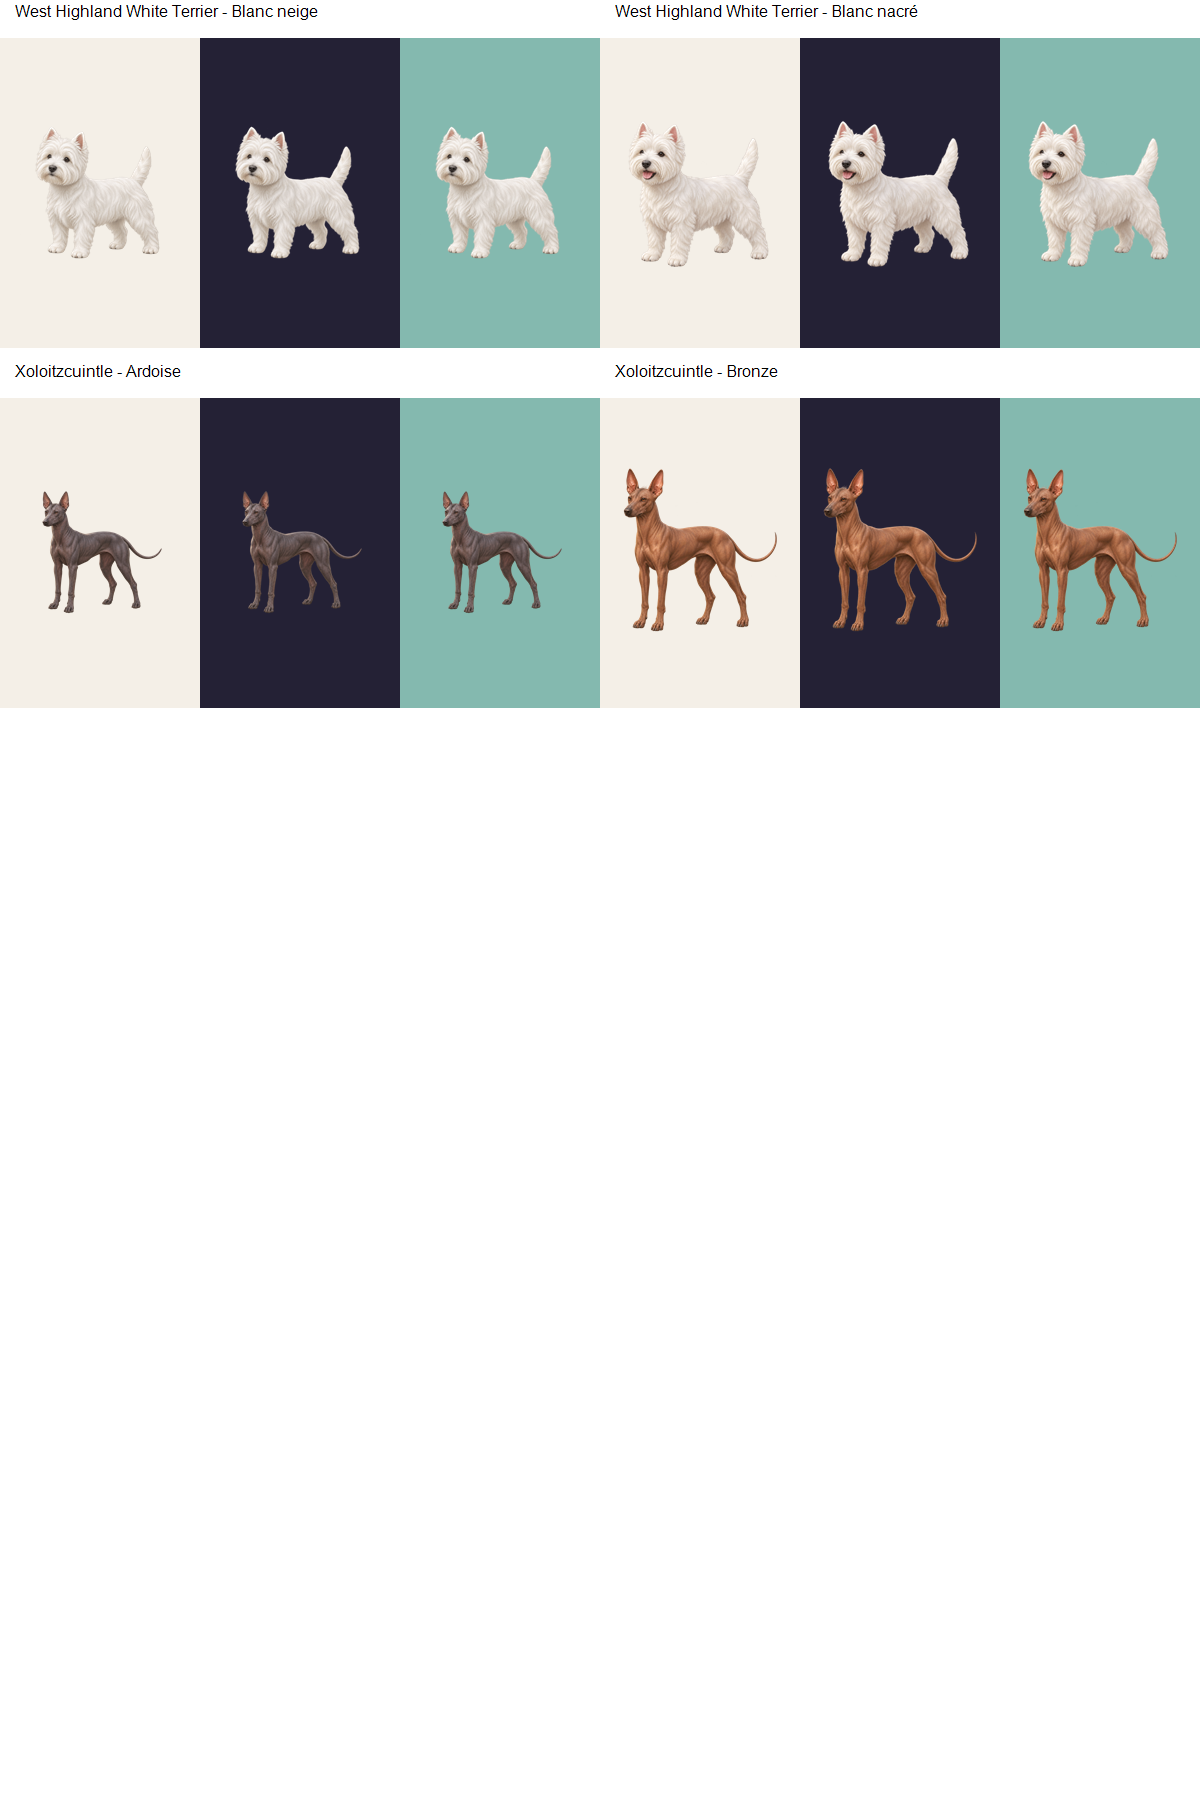 West Highland White Terrier - Blanc neige
West Highland White Terrier - Blanc nacré
Xoloitzcuintle - Ardoise
Xoloitzcuintle - Bronze